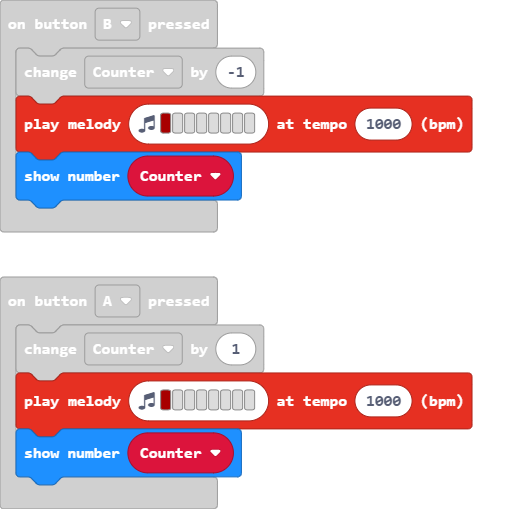 on button B pressed
change Counter by -1
play melody at tempo 1000 (bpm)
show number Counter
on button A pressed
change Counter by 1
play melody at tempo 1000 (bpm)
show number Counter